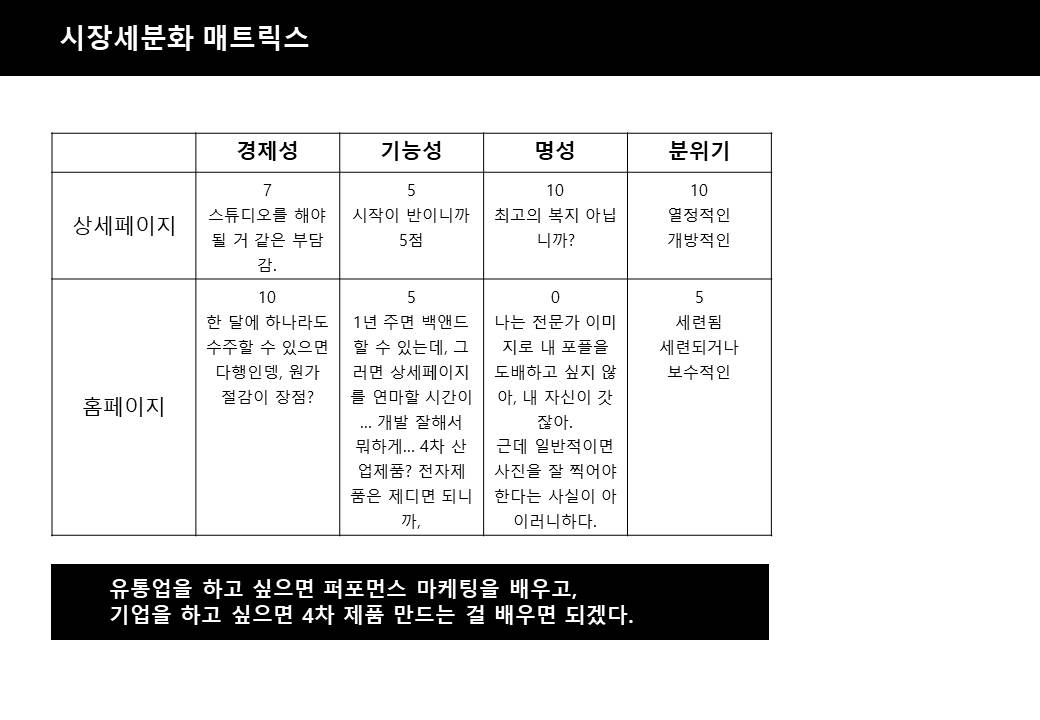 시장세분화 매트릭스
경제성
기능성
명성
분위기
상세페이지
7
스튜디오를 해야
될 거 같은 부담
감.
5
시작이 반이니까
5점
10
최고의 복지 아닙
니까?
10
열정적인
개방적인
홈페이지
10
한 달에 하나라도
수주할 수 있으면
다행인뎅, 원가
절감이 장점?
5
1년 주면 백앤드
할 수 있는데, 그
러면 상세페이지
를 연마할 시간이
... 개발 잘해서
뭐하게... 4차 산
업제품? 전자제
품은 제디면 되니
까,
0
나는 전문가 이미
지로 내 포플을
도배하고 싶지 않
아, 내 자신이 갓
잖아.
근데 일반적이면
사진을 잘 찍어야
한다는 사실이 아
이러니하다.
5
세련됨
세련되거나
보수적인
유통업을 하고 싶으면 퍼포먼스 마케팅을 배우고,
기업을 하고 싶으면 4차 제품 만드는 걸 배우면 되겠다.